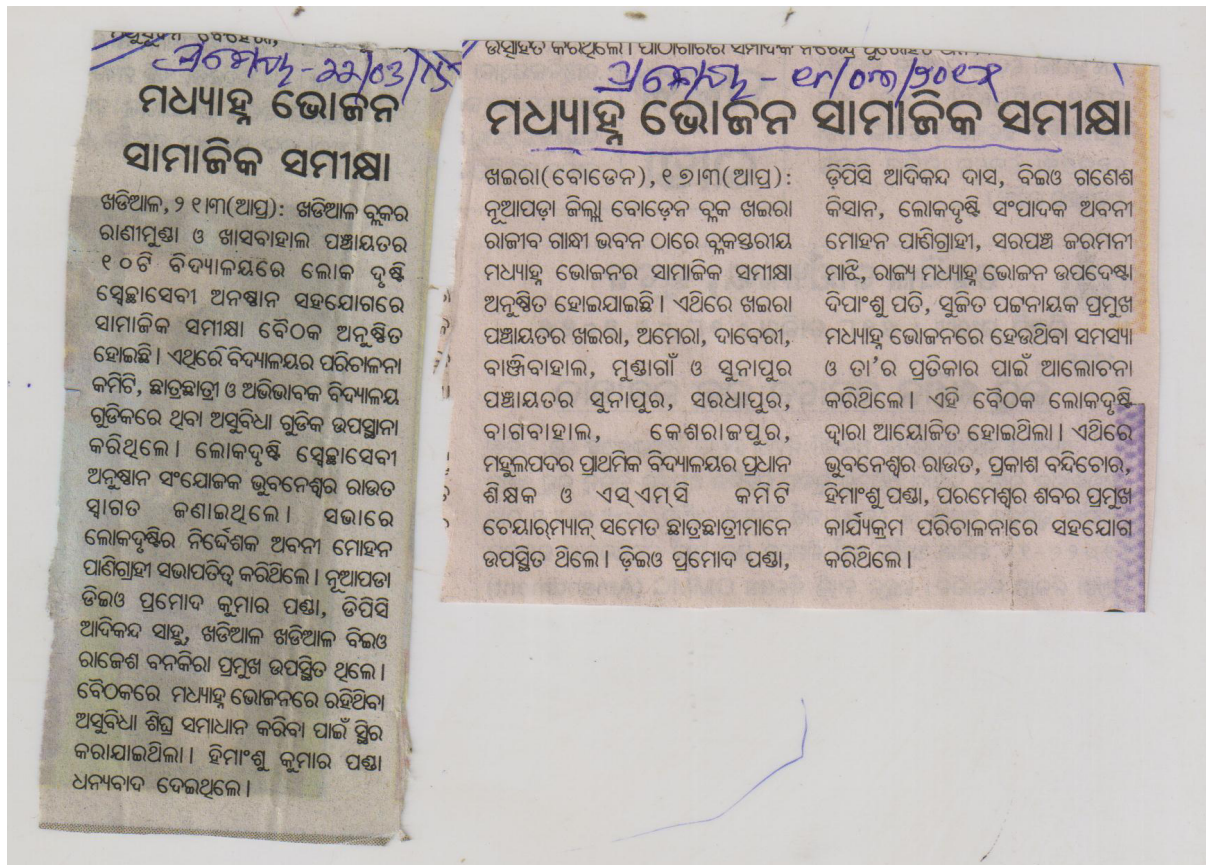 ମଧ୍ୟାହ୍ନ ଭୋଜନ
ସାମାଜିକ ସମୀକ୍ଷା
ଖଡିଆଳ,୨୧।୩(ଆପ୍ର): ଖଡିଆଳ ବ୍ଲକର
ରାଣୀମୁଣ୍ଡା ଓ ଖାସବାହାଲ ପଞ୍ଚାୟତର
୧୦ଟି ବିଦ୍ୟାଳୟରେ ଲୋକ ଦୃଷ୍ଟି
ସ୍ୱେଚ୍ଛାସେବୀ ଅନଷ୍ଠାନ ସହଯୋଗରେ
ସାମାଜିକ ସମୀକ୍ଷା ବୈଠକ ଅନୁଷ୍ଠିତ
ହୋଇଛି। ଏଥିରେ ବିଦ୍ୟାଳୟର ପରିଚାଳନା
କମିଟି, ଛାତ୍ରଛାତ୍ରୀ ଓ ଅଭିଭାବକ ବିଦ୍ୟାଳୟ
ଗୁଡିକରେ ଥିବା ଅସୁବିଧା ଗୁଡିକ ଉପସ୍ଥାନା
କରିଥିଲେ। ଲୋକଦୃଷ୍ଟି ସ୍ୱେଚ୍ଛାସେବୀ
ଅନୁଷ୍ଠାନ ସଂଯୋଜକ ଭୁବନେଶ୍ୱର ରାଉତ
ସ୍ୱାଗତ ଜଣାଇଥିଲେ। ସଭାରେ
ଲୋକଦୃଷ୍ଟିର ନିର୍ଦ୍ଦେଶକ ଅବନୀ ମୋହନ
ପାଣିଗ୍ରାହୀ ସଭାପତିତ୍ୱ କରିଥିଲେ। ନୂଆପଡା
ଡିଇଓ ପ୍ରମୋଦ କୁମାର ପଣ୍ଡା, ଡିପିସି
ଆଦିକନ୍ଦ ସାହୁ, ଖଡିଆଳ ଖଡିଆଳ ବିଇଓ
ରାଜେଶ ବନକିରା ପ୍ରମୁଖ ଉପସ୍ଥିତ ଥିଲେ।
ବୈଠକରେ ମଧ୍ୟାହ୍ନ ଭୋଜନରେ ରହିଥିବା
ଅସୁବିଧା ଶିଘ୍ର ସମାଧାନ କରିବା ପାଇଁ ସ୍ଥିର
କରାଯାଇଥିଲା। ହିମାଂଶୁ କୁମାର ପଣ୍ଡା
ଧନ୍ୟବାଦ ଦେଇଥିଲେ।
ମଧ୍ୟାହ୍ନ ଭୋଜନ ସାମାଜିକ ସମୀକ୍ଷା
ଖଇରା(ବୋଡେନ),୧୭।୩(ଆପ୍ର):
ନୂଆପଡ଼ା ଜିଲ୍ଲା ବୋଡ଼େନ ବ୍ଳକ ଖଇରା
ରାଜୀବ ଗାନ୍ଧୀ ଭବନ ଠାରେ ବ୍ଲକସ୍ତରୀୟ
ମଧ୍ୟାହ୍ନ ଭୋଜନର ସାମାଜିକ ସମୀକ୍ଷା
ଅନୁଷ୍ଠିତ ହୋଇଯାଇଛି। ଏଥିରେ ଖଇରା
ପଞ୍ଚାୟତର ଖଇରା, ଅମେରା, ଦାବେରୀ,
ବାଞ୍ଜିବାହାଲ, ମୁଣ୍ଡାଗାଁ ଓ ସୁନାପୁର
ପଞ୍ଚାୟତର ସୁନାପୁର, ସରଧାପୁର,
ବାଗବାହାଲ, କେଶରାଜପୁର,
ମହୁଲପଦର ପ୍ରାଥମିକ ବିଦ୍ୟାଳୟର ପ୍ରଧାନ
ଶିକ୍ଷକ ଓ ଏସ୍‌ଏମ୍‌ସି କମିଟି
ଚେୟାର୍‌ମ୍ୟାନ୍ ସମେତ ଛାତ୍ରଛାତ୍ରୀମାନେ
ଉପସ୍ଥିତ ଥିଲେ। ଡ଼ିଇଓ ପ୍ରମୋଦ ପଣ୍ଡା,
ଡ଼ିପିସି ଆଦିକନ୍ଦ ଦାସ, ବିଇଓ ଗଣେଶ
କିସାନ, ଲୋକଦୃଷ୍ଟି ସଂପାଦକ ଅବନୀ
ମୋହନ ପାଣିଗ୍ରାହୀ, ସରପଞ୍ଚ ଜରମନୀ
ମାଝି, ରାଜ୍ୟ ମଧ୍ୟାହ୍ନ ଭୋଜନ ଉପଦେଷ୍ଟା
ଦିପାଂଶୁ ପତି, ସୁଜିତ ପଟ୍ଟନାୟକ ପ୍ରମୁଖ
ମଧ୍ୟାହ୍ନ ଭୋଜନରେ ହେଉଥିବା ସମସ୍ୟା
ଓ ତା'ର ପ୍ରତିକାର ପାଇଁ ଆଲୋଚନା
କରିଥିଲେ। ଏହି ବୈଠକ ଲୋକଦୃଷ୍ଟି
ଦ୍ୱାରା ଆୟୋଜିତ ହୋଇଥିଲା। ଏଥିରେ
ଭୁବନେଶ୍ୱର ରାଉତ, ପ୍ରକାଶ ବନ୍ଦିଚୋର,
ହିମାଂଶୁ ପଣ୍ଡା, ପରମେଶ୍ୱର ଶବର ପ୍ରମୁଖ
କାର୍ଯ୍ୟକ୍ରମ ପରିଚାଳନାରେ ସହଯୋଗ
କରିଥିଲେ।